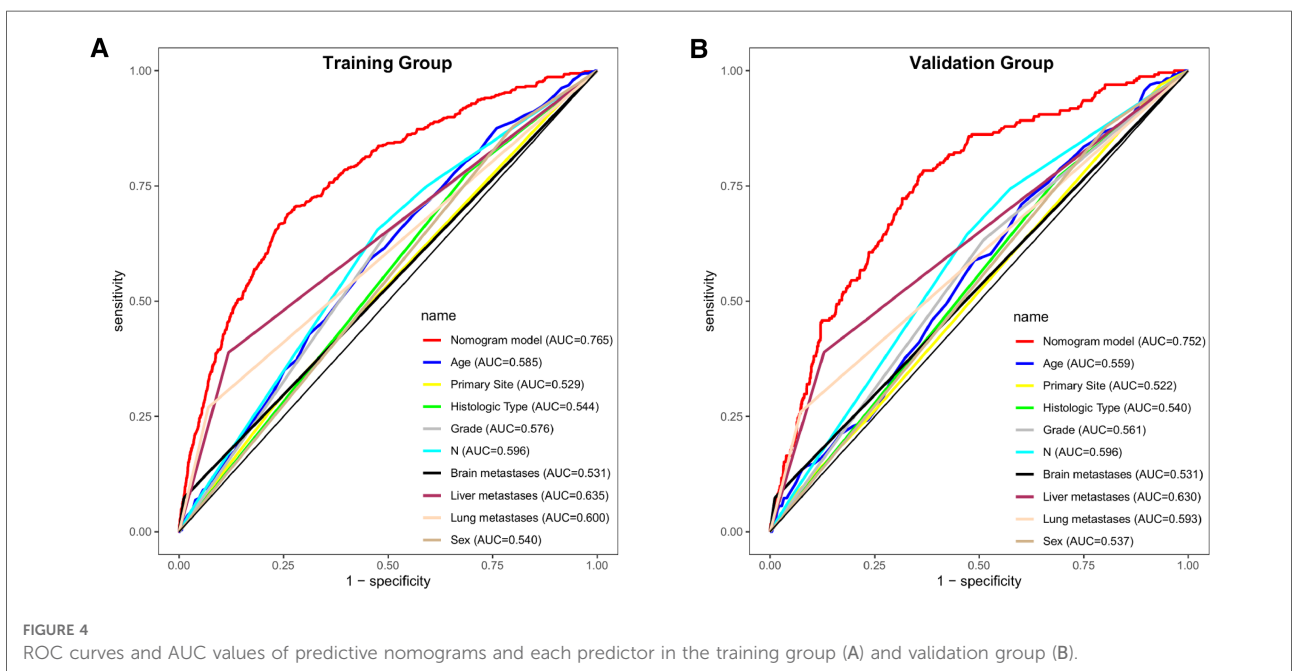 A
Training Group
1.00
0.75
0.50
0.25
0.00
sensitivity
name
Nomogram model (AUC=0.765)
Age (AUC=0.585)
Primary Site (AUC=0.529)
Histologic Type (AUC=0.544)
Grade (AUC=0.576)
N (AUC=0.596)
Brain metastases (AUC=0.531)
Liver metastases (AUC=0.635)
Lung metastases (AUC=0.600)
Sex (AUC=0.540)
0.00 0.25 0.50 0.75 1.00
1 − specificity
B
Validation Group
1.00
0.75
0.50
0.25
0.00
sensitivity
name
Nomogram model (AUC=0.752)
Age (AUC=0.559)
Primary Site (AUC=0.522)
Histologic Type (AUC=0.540)
Grade (AUC=0.561)
N (AUC=0.596)
Brain metastases (AUC=0.531)
Liver metastases (AUC=0.630)
Lung metastases (AUC=0.593)
Sex (AUC=0.537)
0.00 0.25 0.50 0.75 1.00
1 − specificity
FIGURE 4
ROC curves and AUC values of predictive nomograms and each predictor in the training group (A) and validation group (B).